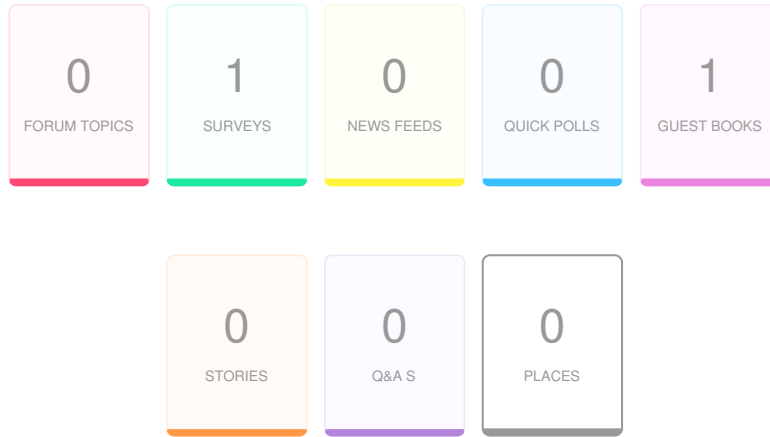 0 1 0 0 1
FORUM TOPICS SURVEYS NEWS FEEDS QUICK POLLS GUEST BOOKS
0 0 0
STORIES Q&A S PLACES